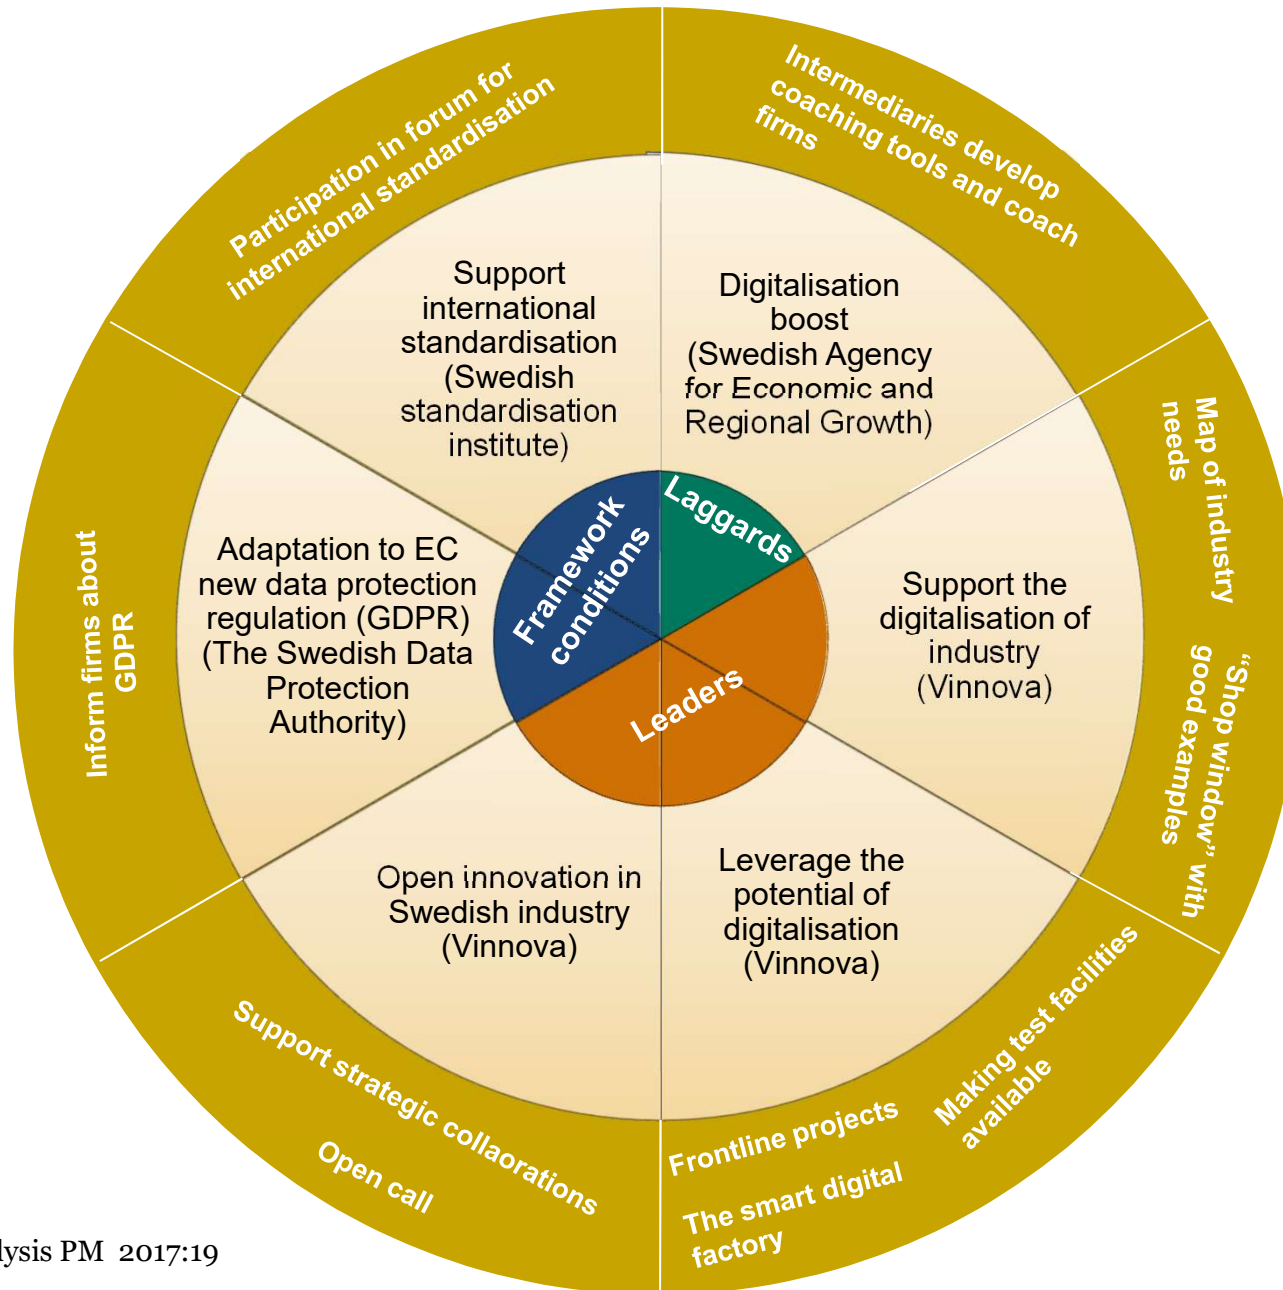 Participation in forum for
international standardisation
Intermediaries develop
coaching tools and coach
firms
Support
international
standardisation
(Swedish
standardisation
institute)
Digitalisation
boost
(Swedish Agency
for Economic and
Regional Growth)
Map of industry
needs
Framework
conditions
Laggards
Leaders
Inform firms about
GDPR
Adaptation to EC
new data protection
regulation (GDPR)
(The Swedish Data
Protection
Authority)
Support the
digitalisation of
industry
(Vinnova)
“Shop window” with
good examples
Open innovation in
Swedish industry
(Vinnova)
Leverage the
potential of
digitalisation
(Vinnova)
Support strategic collaorations
Open call
Frontline projects
The smart digital
factory
Making test facilities
available
lysis PM 2017:19